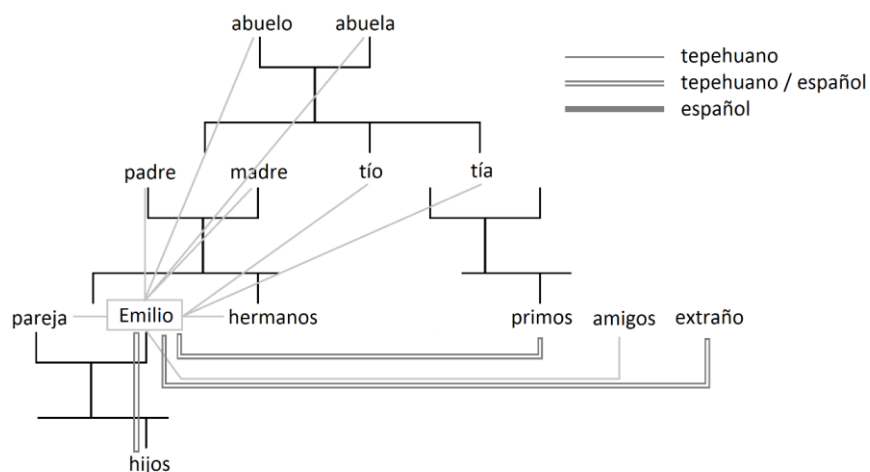 abuelo abuela
tepehuano
tepehuano / español
español
padre madre tío tía
pareja Emilio hermanos primos amigos extraño
hijos